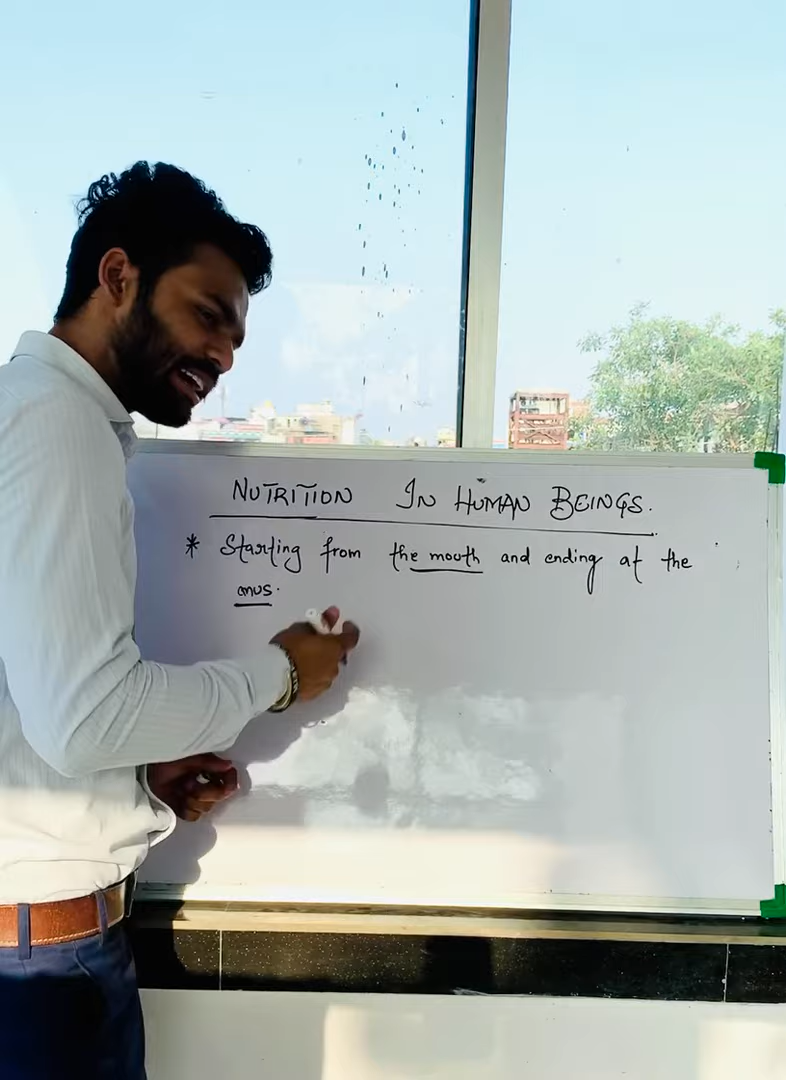 NUTRITION IN HUMAN BEINGS.
* Starting from the mouth and ending at the
anus.